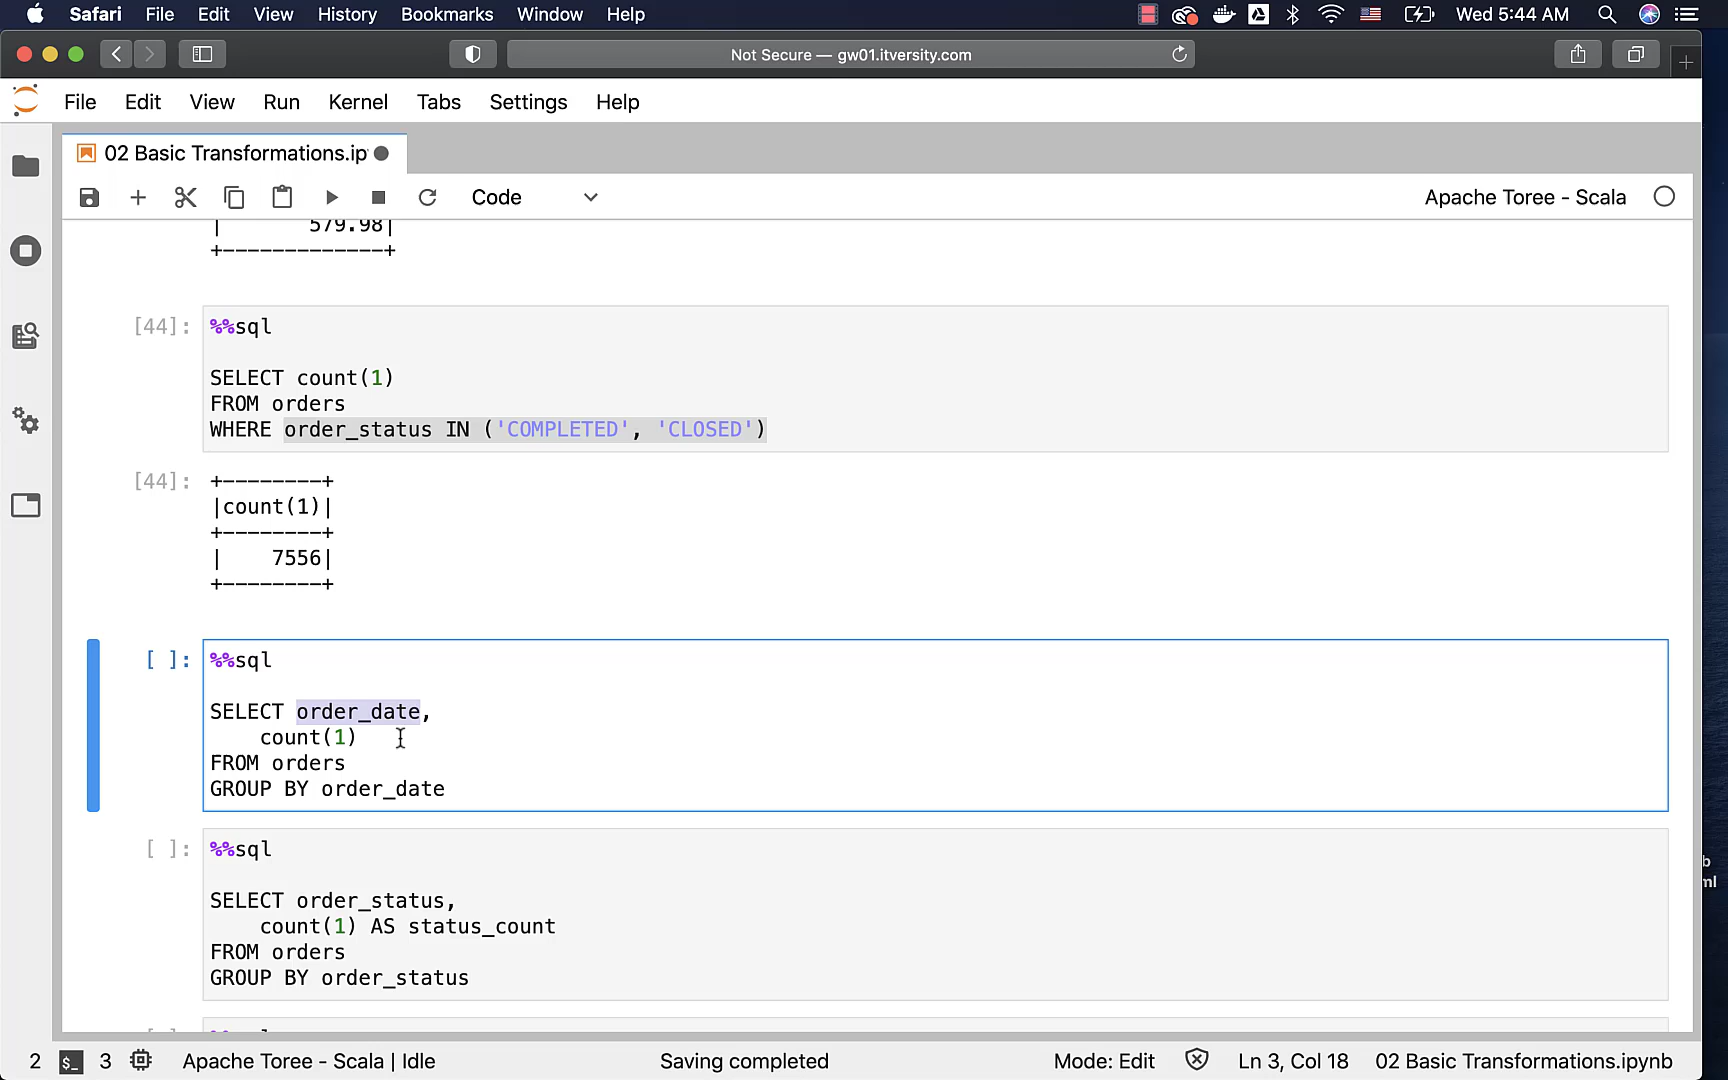 Safari File Edit View History Bookmarks Window Help Wed 5:44 AM
Not Secure — gw01.itversity.com
File Edit View Run Kernel Tabs Settings Help
02 Basic Transformations.ip
Code Apache Toree - Scala
| 579.98|
+-------------+
[44]: %%sql
SELECT count(1)
FROM orders
WHERE order_status IN ('COMPLETED', 'CLOSED')
[44]: +--------+
|count(1)|
+--------+
| 7556|
+--------+
[ ]: %%sql
SELECT order_date,
count(1)
FROM orders
GROUP BY order_date
[ ]: %%sql
SELECT order_status,
count(1) AS status_count
FROM orders
GROUP BY order_status
b
ml
2 $_ 3 Apache Toree - Scala | Idle Saving completed Mode: Edit Ln 3, Col 18 02 Basic Transformations.ipynb